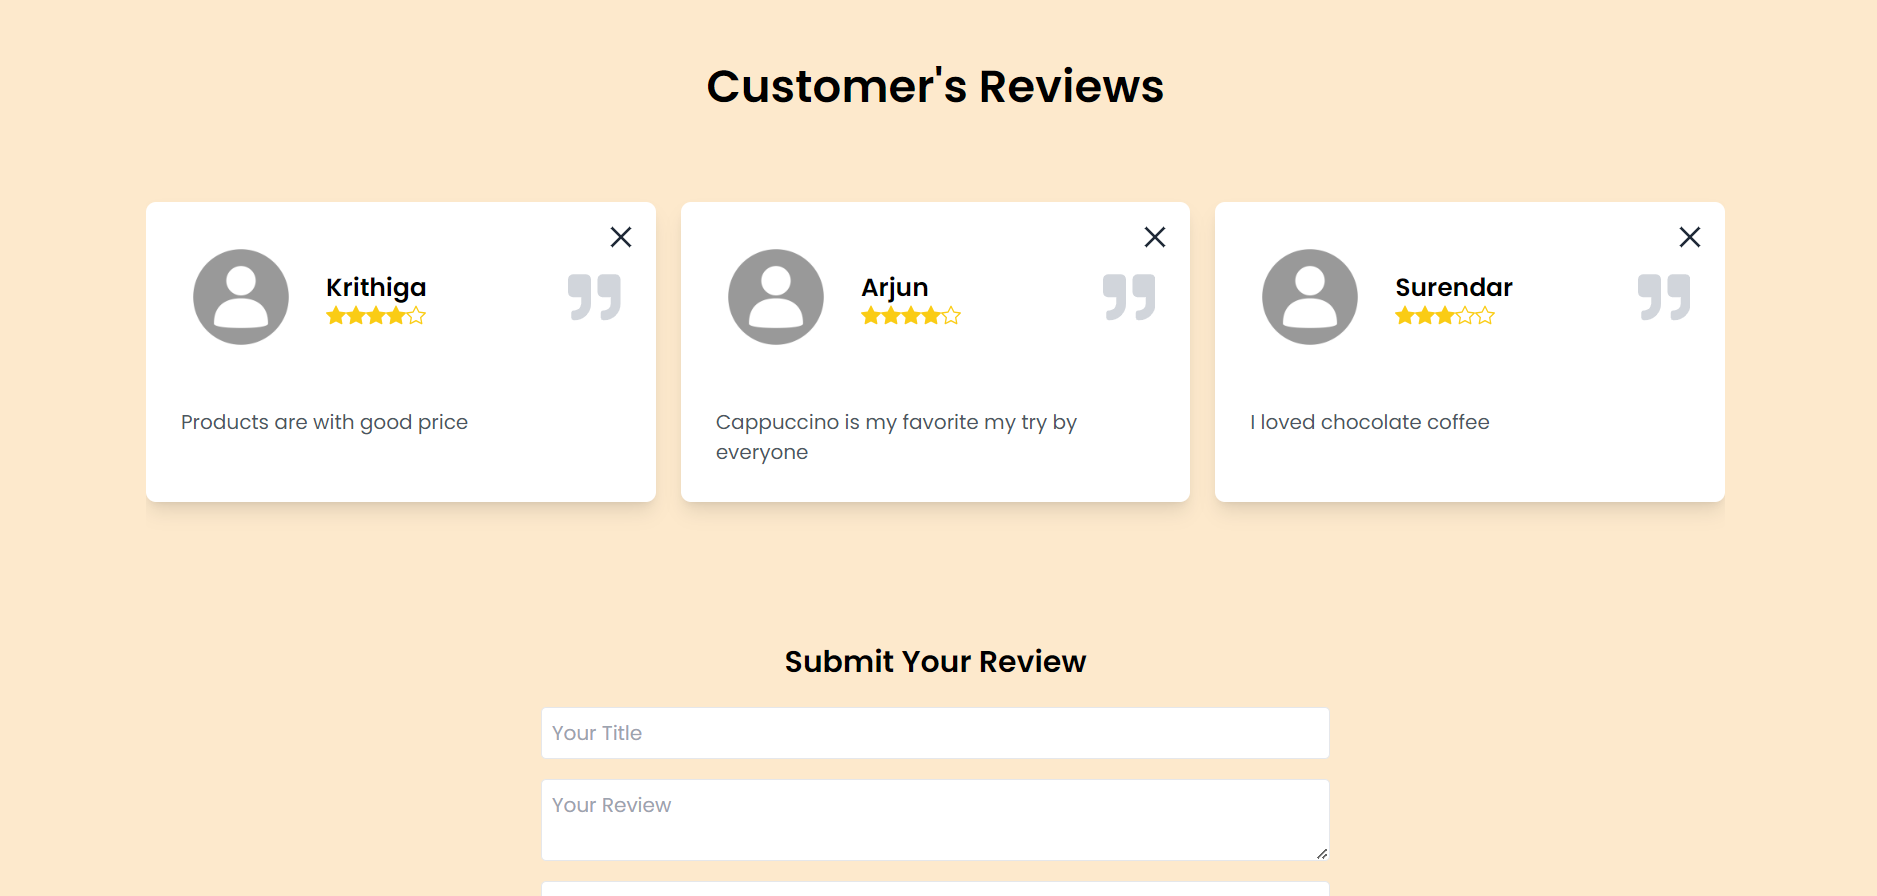 Customer's Reviews
Krithiga
Arjun
Surendar
Products are with good price
Cappuccino is my favorite my try by
everyone
I loved chocolate coffee
Submit Your Review
Your Title
Your Review